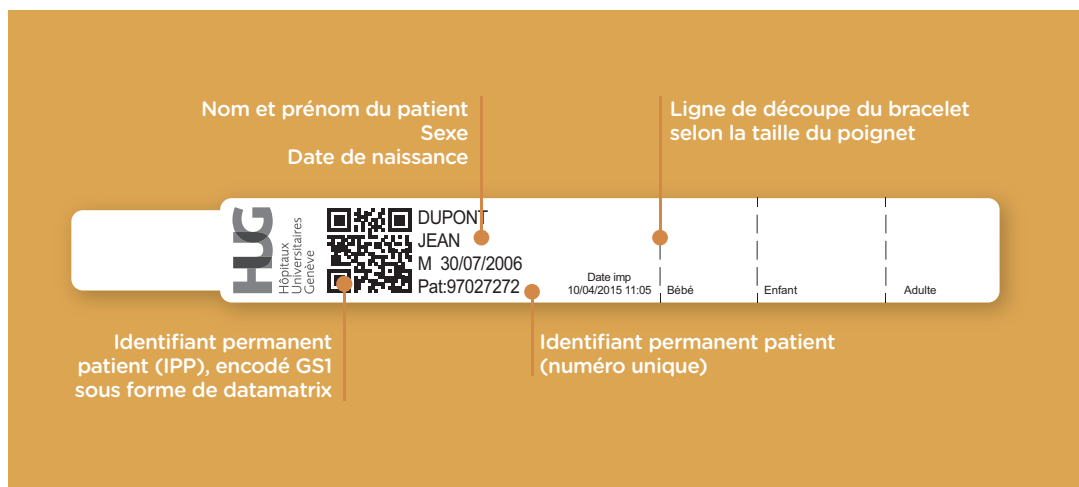 Nom et prénom du patient
Sexe
Date de naissance
Ligne de découpe du bracelet
selon la taille du poignet
HUG
Hôpitaux
Universitaires
Genève
DUPONT
JEAN
M 30/07/2006
Pat:97027272
Date imp
10/04/2015 11:05
Bébé
Enfant
Adulte
Identifiant permanent
patient (IPP), encodé GS1
sous forme de datamatrix
Identifiant permanent patient
(numéro unique)